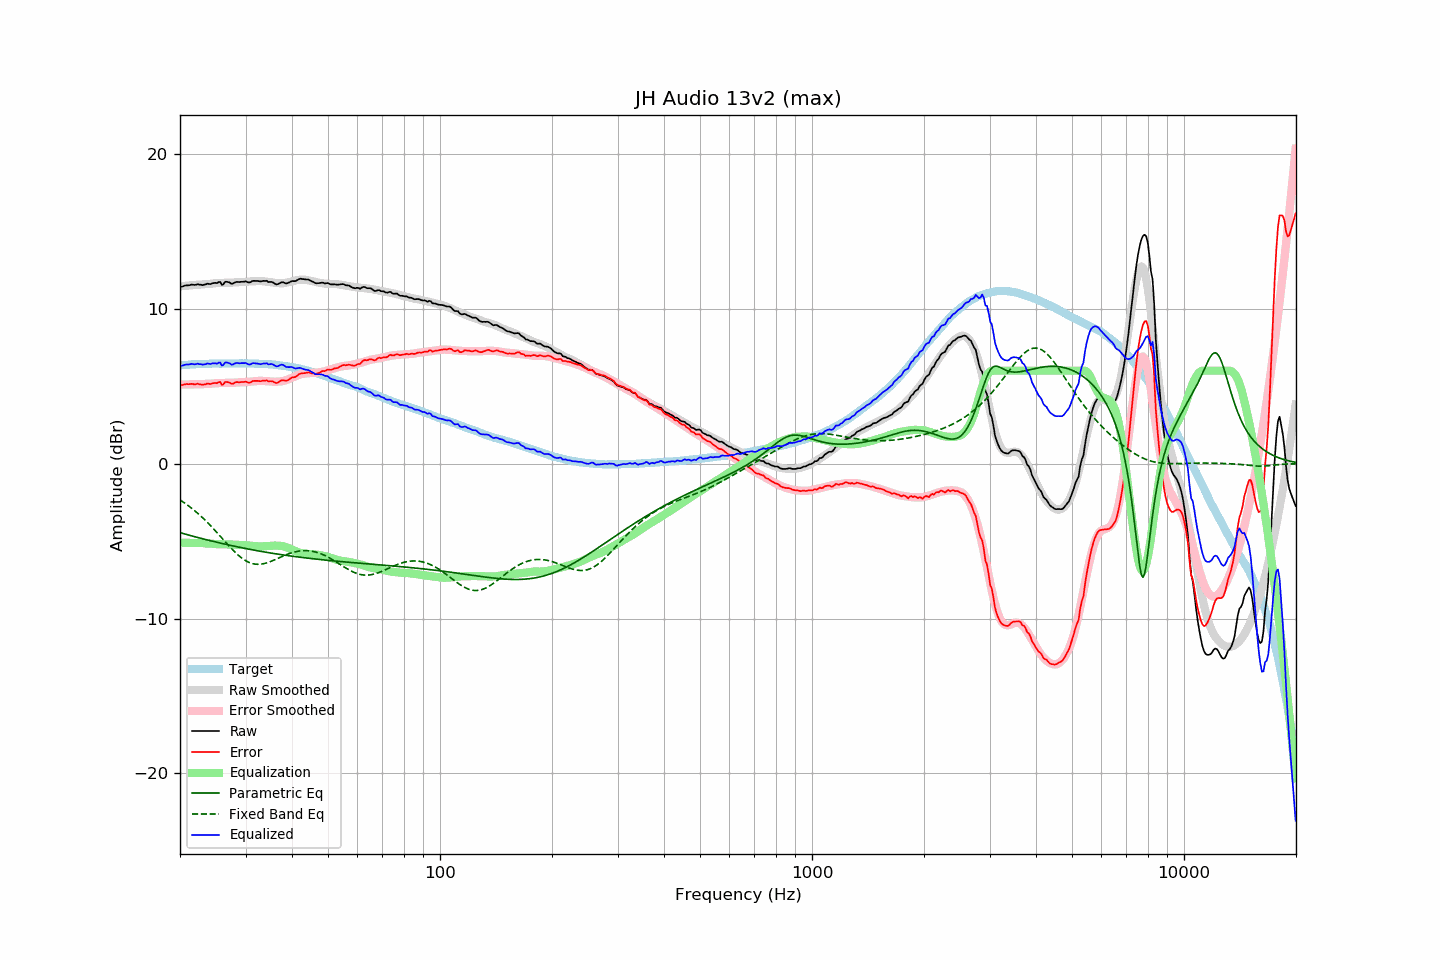 JH Audio 13v2 (max)
20
10
0
−10
−20
Amplitude (dBr)
Target
Raw Smoothed
Error Smoothed
Raw
Error
Equalization
Parametric Eq
Fixed Band Eq
Equalized
100
1000
10000
Frequency (Hz)